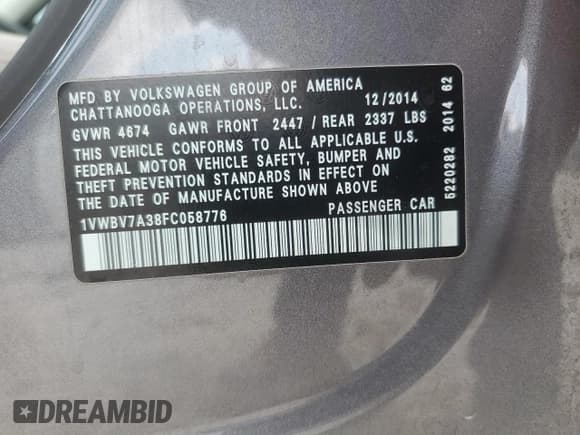 MFD BY VOLKSWAGEN GROUP OF AMERICA
CHATTANOOGA OPERATIONS, LLC. 12/2014
GVWR 4674 GAWR FRONT 2447 / REAR 2337 LBS
THIS VEHICLE CONFORMS TO ALL APPLICABLE U.S.
FEDERAL MOTOR VEHICLE SAFETY, BUMPER AND
THEFT PREVENTION STANDARDS IN EFFECT ON
THE DATE OF MANUFACTURE SHOWN ABOVE
1VWBV7A38FC058776 PASSENGER CAR
5220282 2014 62
DREAMBID